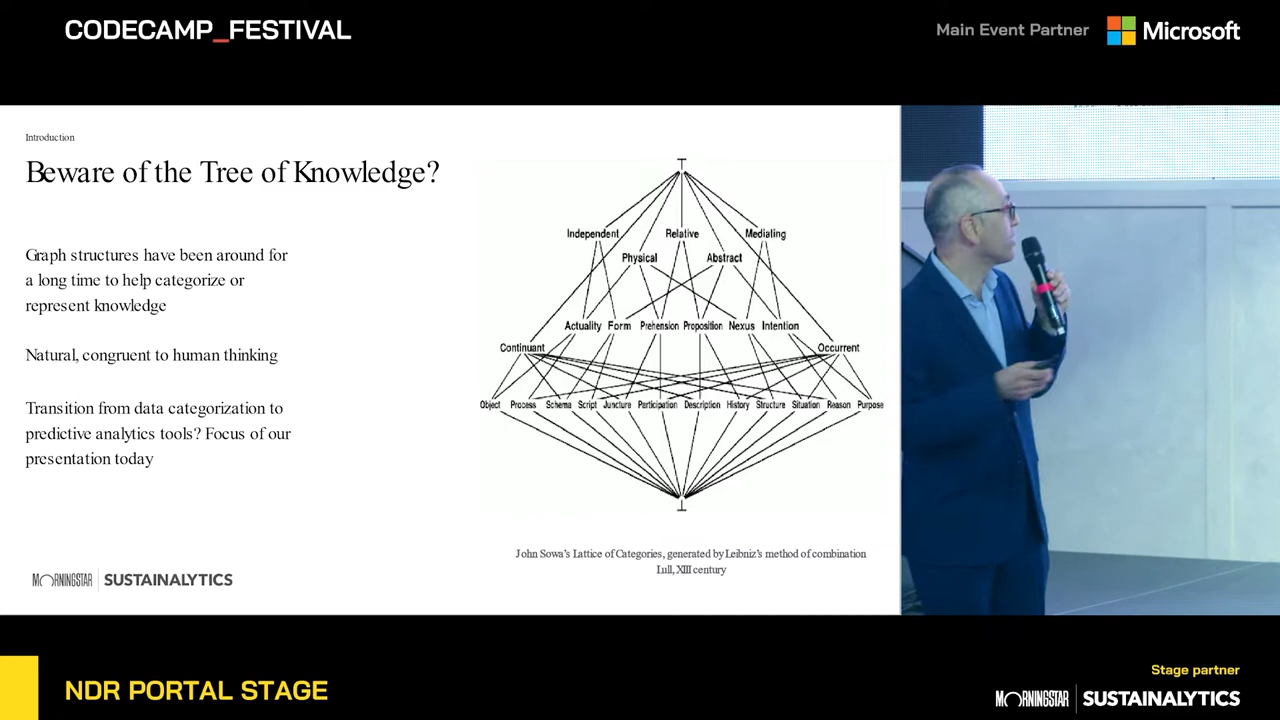 CODECAMP_FESTIVAL
Main Event Partner
Microsoft
Introduction
Beware of the Tree of Knowledge?
Graph structures have been around for
a long time to help categorize or
represent knowledge
Natural, congruent to human thinking
Transition from data categorization to
predictive analytics tools? Focus of our
presentation today
T
Independent Relative Mediating
Physical Abstract
Actuality Form Prehension Proposition Nexus Intention
Continuant Occurrent
Object Process Schema Script Juncture Participation Description History Structure Situation Reason Purpose
⊥
John Sowa's Lattice of Categories, generated by Leibniz's method of combination
Lull, XIII century
MORNINGSTAR | SUSTAINALYTICS
NDR PORTAL STAGE
Stage partner
MORNINGSTAR | SUSTAINALYTICS